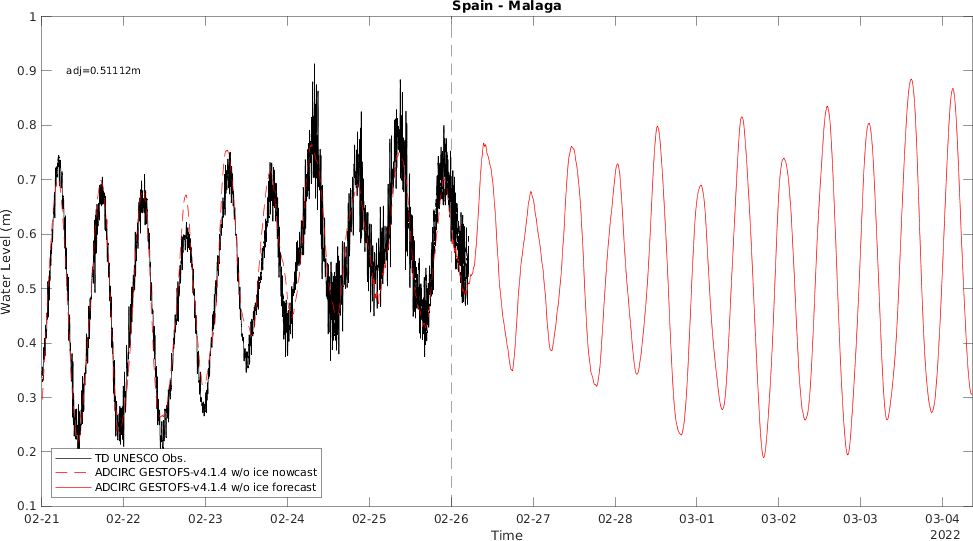 Spain - Malaga
adj=0.51112m
Water Level (m)
1
0.9
0.8
0.7
0.6
0.5
0.4
0.3
0.2
0.1
TD UNESCO Obs.
ADCIRC GESTOFS-v4.1.4 w/o ice nowcast
ADCIRC GESTOFS-v4.1.4 w/o ice forecast
02-21 02-22 02-23 02-24 02-25 02-26 02-27 02-28 03-01 03-02 03-03 03-04
Time
2022